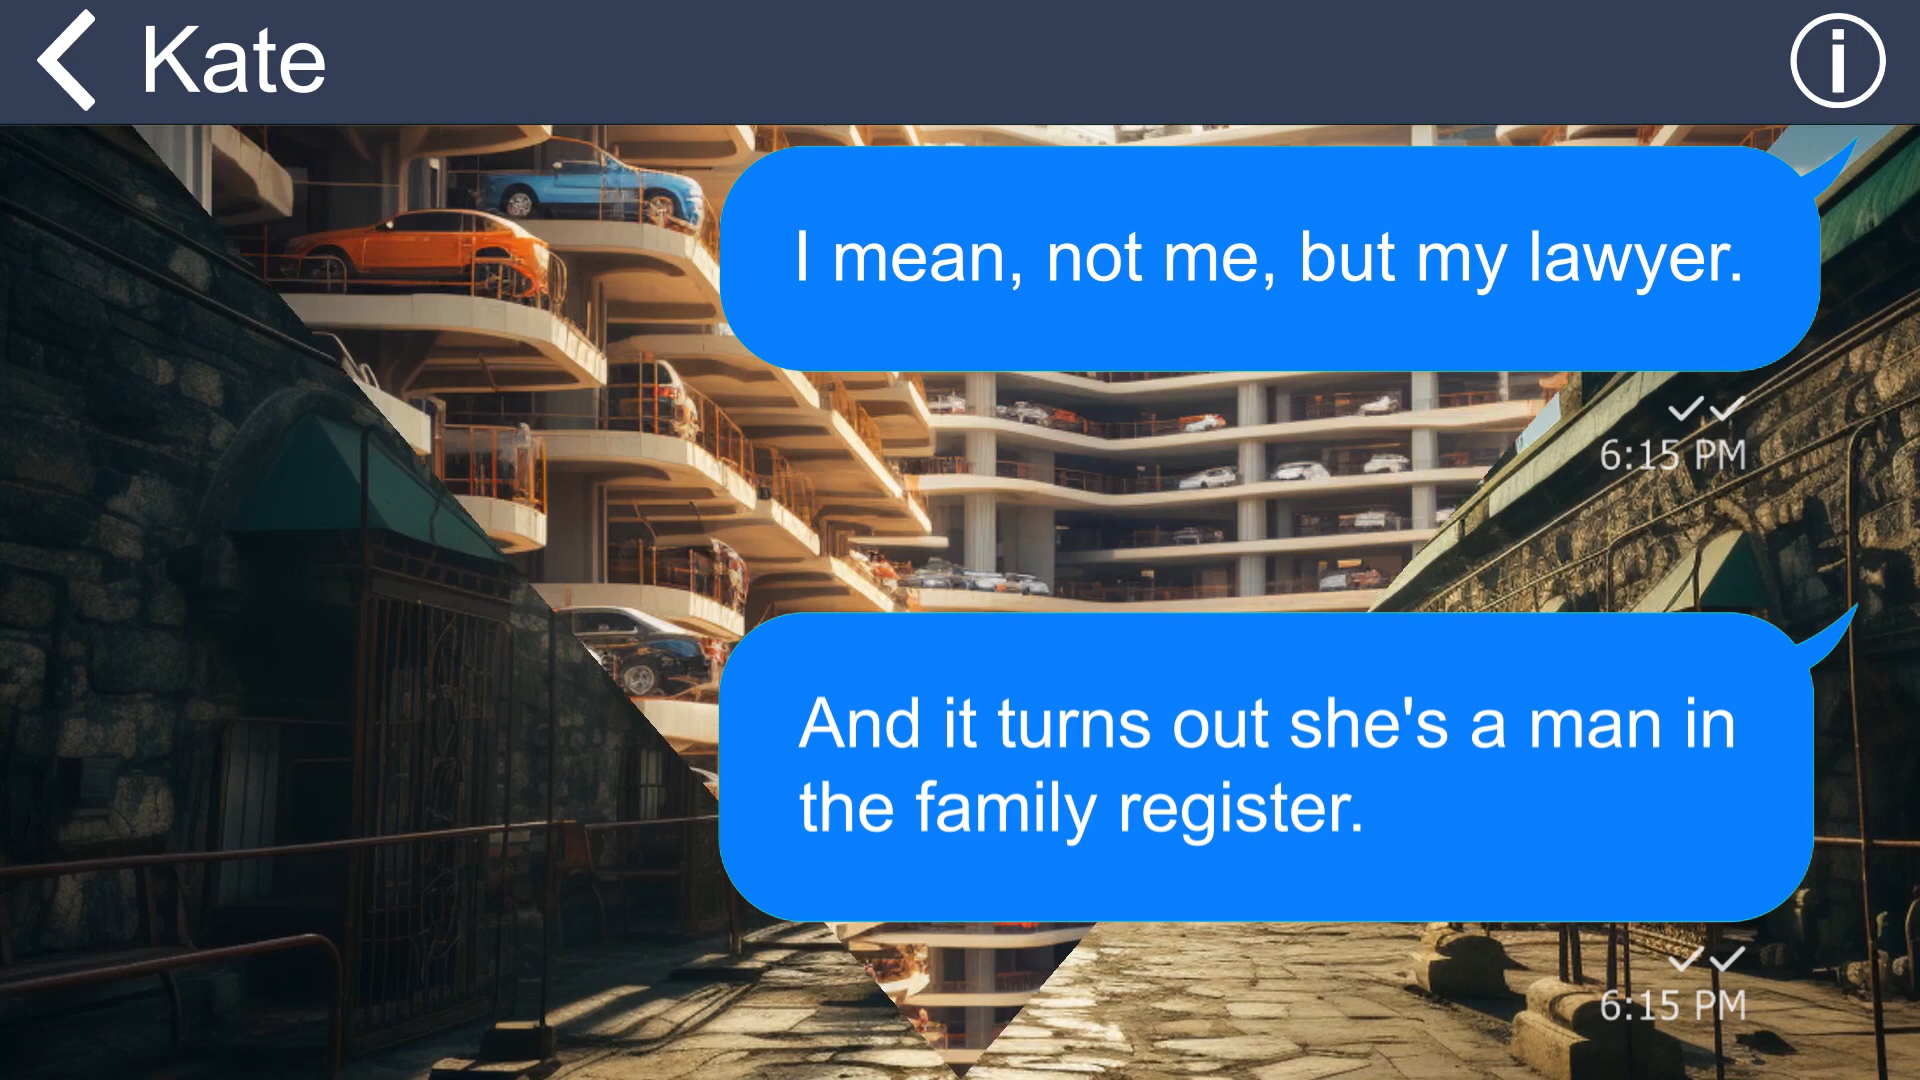 Kate
I mean, not me, but my lawyer.
6:15 PM
And it turns out she's a man in
the family register.
6:15 PM